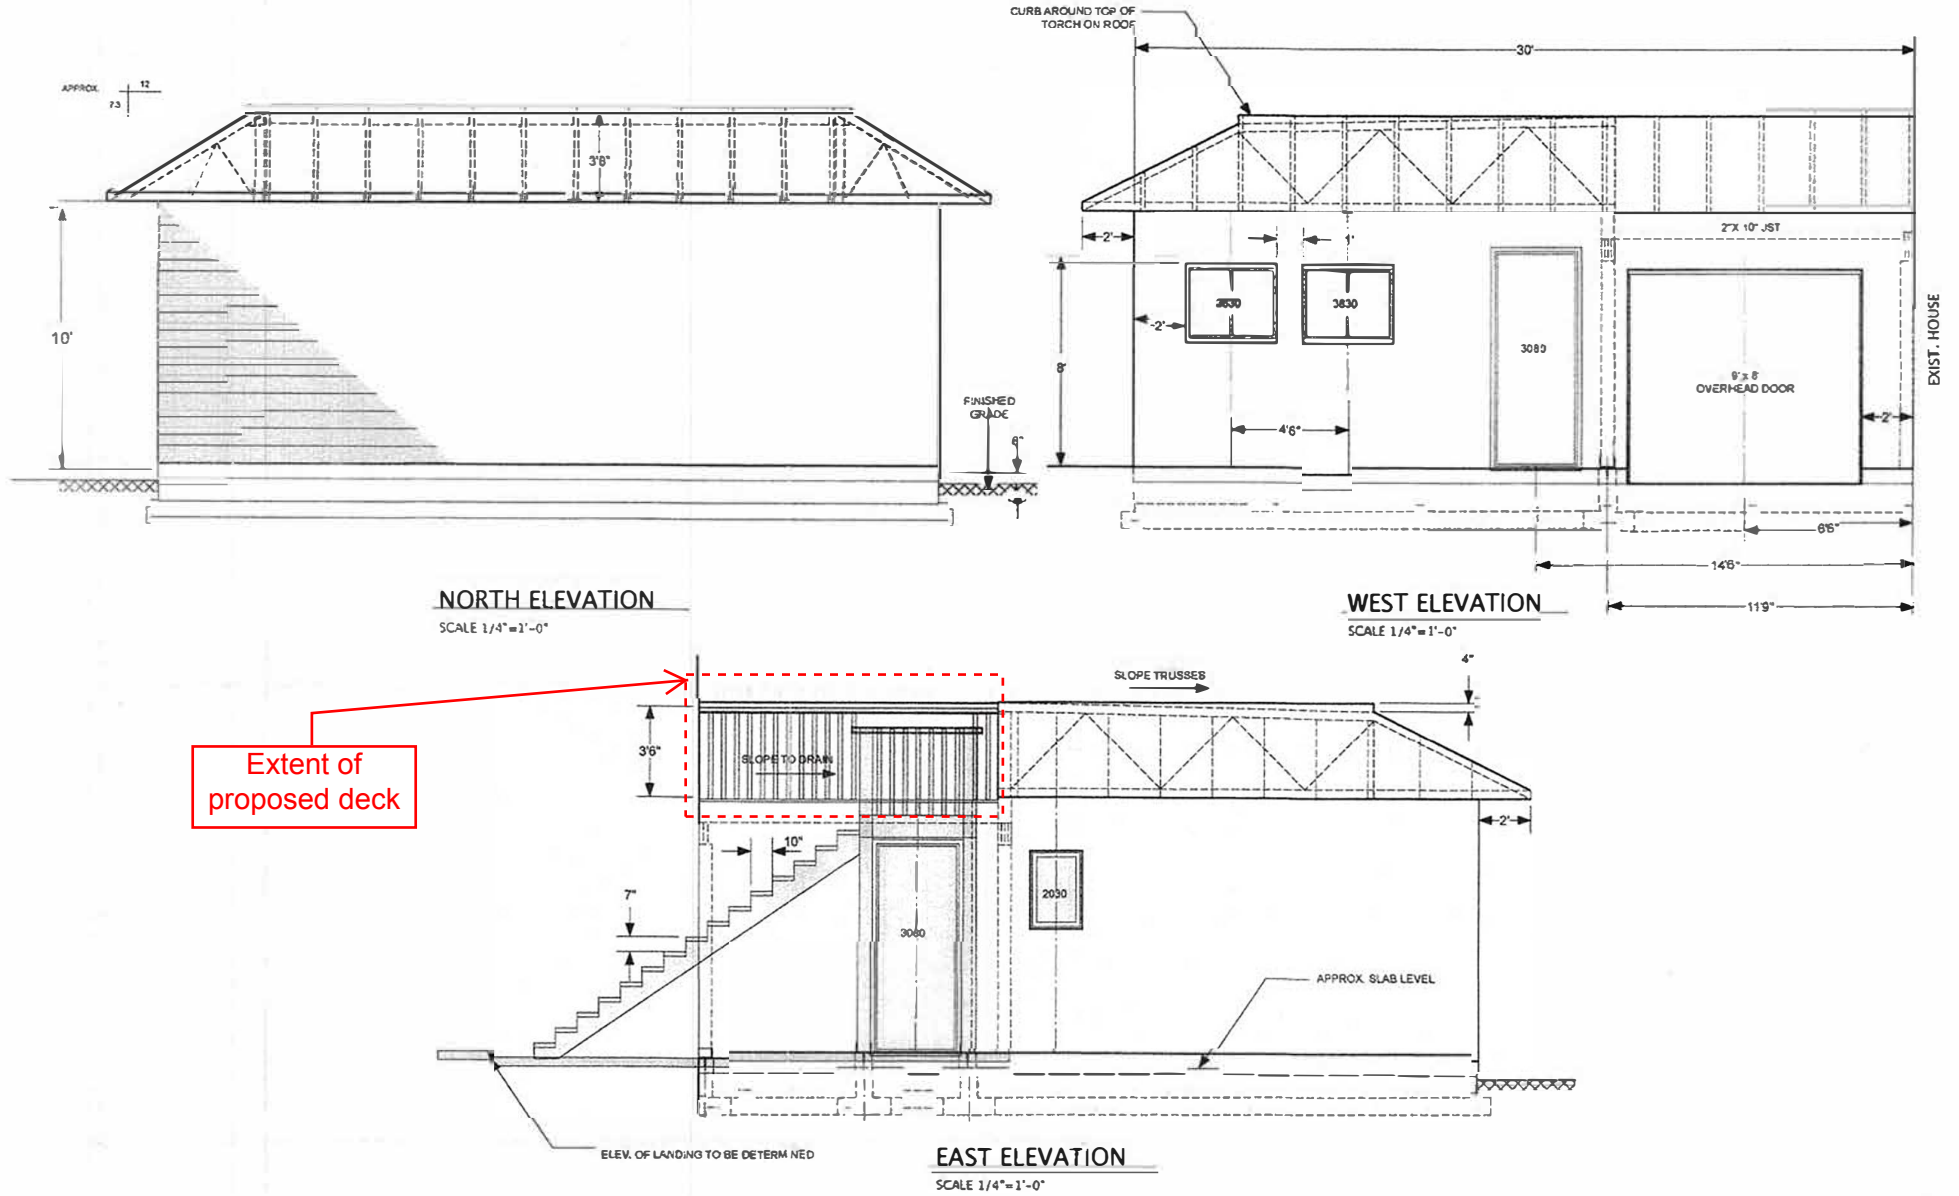 CURB AROUND TOP OF
TORCH ON ROOF
30'
APPROX.
12
7.3
3'8"
10'
FINISHED
GRADE
6"
2"X 10" JST
2'
1'
3830
3830
2'
8'
3080
9' x 8'
OVERHEAD DOOR
2'
4'6"
EXIST. HOUSE
6'6"
14'6"
11'9"
NORTH ELEVATION
SCALE 1/4"=1'-0"
WEST ELEVATION
SCALE 1/4"=1'-0"
Extent of
proposed deck
SLOPE TRUSSES
4"
3'6"
SLOPE TO DRAIN
2'
10"
7"
2030
3080
APPROX. SLAB LEVEL
ELEV. OF LANDING TO BE DETERM NED
EAST ELEVATION
SCALE 1/4"=1'-0"